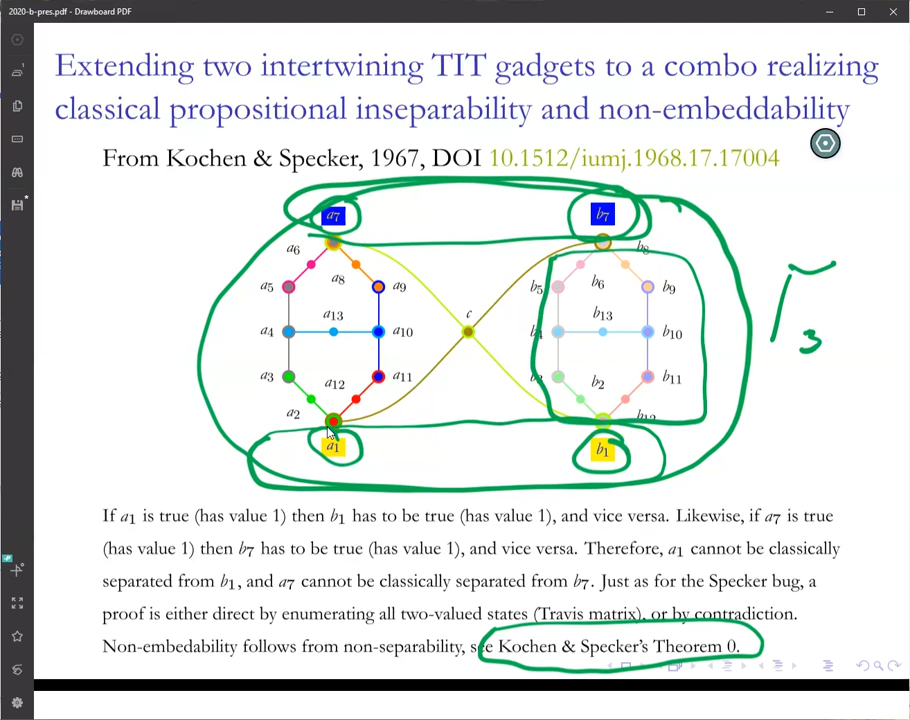 2020-b-pres.pdf - Drawboard PDF
Extending two intertwining TIT gadgets to a combo realizing
classical propositional inseparability and non-embeddability
From Kochen & Specker, 1967, DOI 10.1512/iumj.1968.17.17004
a7 b7
a6 b8
a5 a8 a9 b5 b6 b9
a13 c b13
a4 a10 b10
a3 a12 a11 b3 b2 b11
a2 b12
a1 b1
Γ3
If a1 is true (has value 1) then b1 has to be true (has value 1), and vice versa. Likewise, if a7 is true
(has value 1) then b7 has to be true (has value 1), and vice versa. Therefore, a1 cannot be classically
separated from b1, and a7 cannot be classically separated from b7. Just as for the Specker bug, a
proof is either direct by enumerating all two-valued states (Travis matrix), or by contradiction.
Non-embedability follows from non-separability, see Kochen & Specker's Theorem 0.